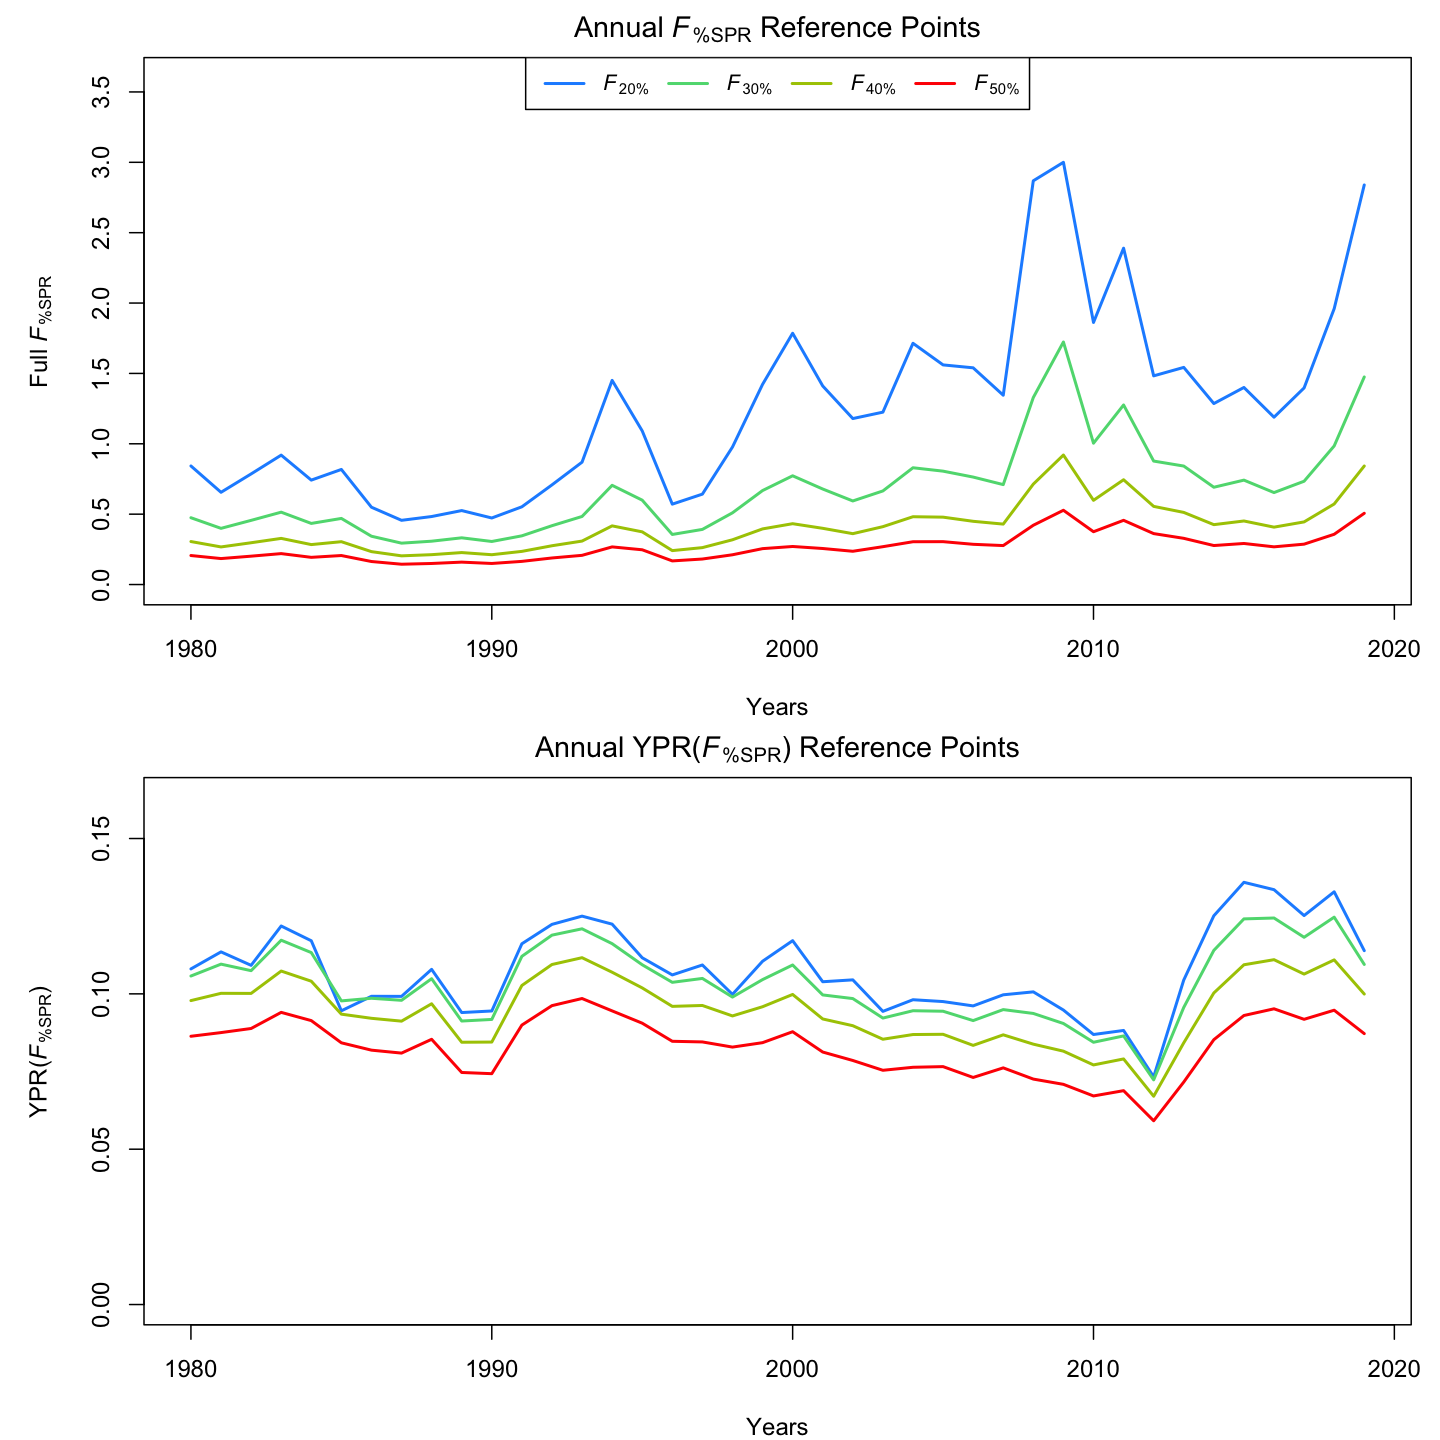 Annual F%SPR Reference Points
F20% F30% F40% F50%
Full F%SPR
3.5
3.0
2.5
2.0
1.5
1.0
0.5
0.0
1980 1990 2000 2010 2020
Years
Annual YPR(F%SPR) Reference Points
YPR(F%SPR)
0.15
0.10
0.05
0.00
1980 1990 2000 2010 2020
Years